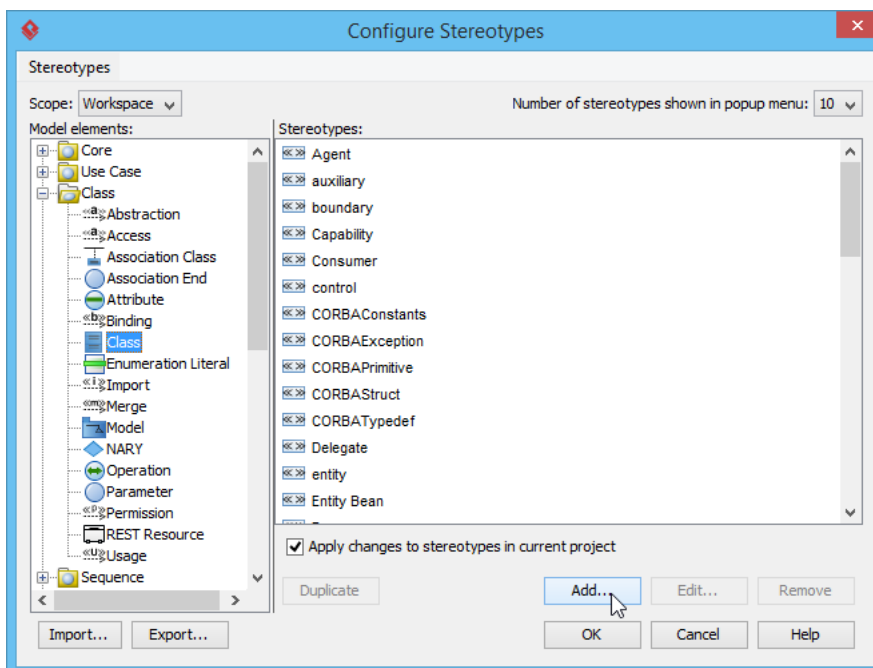 Configure Stereotypes
Stereotypes
Scope: Workspace
Number of stereotypes shown in popup menu: 10
Model elements:
Core
Use Case
Class
«a» Abstraction
«a» Access
Association Class
Association End
Attribute
«b» Binding
Class
Enumeration Literal
«i» Import
«m» Merge
Model
NARY
Operation
Parameter
«p» Permission
REST Resource
«u» Usage
Sequence
Stereotypes:
«» Agent
«» auxiliary
«» boundary
«» Capability
«» Consumer
«» control
«» CORBAConstants
«» CORBAException
«» CORBAPrimitive
«» CORBAStruct
«» CORBATypedef
«» Delegate
«» entity
«» Entity Bean
Apply changes to stereotypes in current project
Duplicate
Add...
Edit...
Remove
Import...
Export...
OK
Cancel
Help